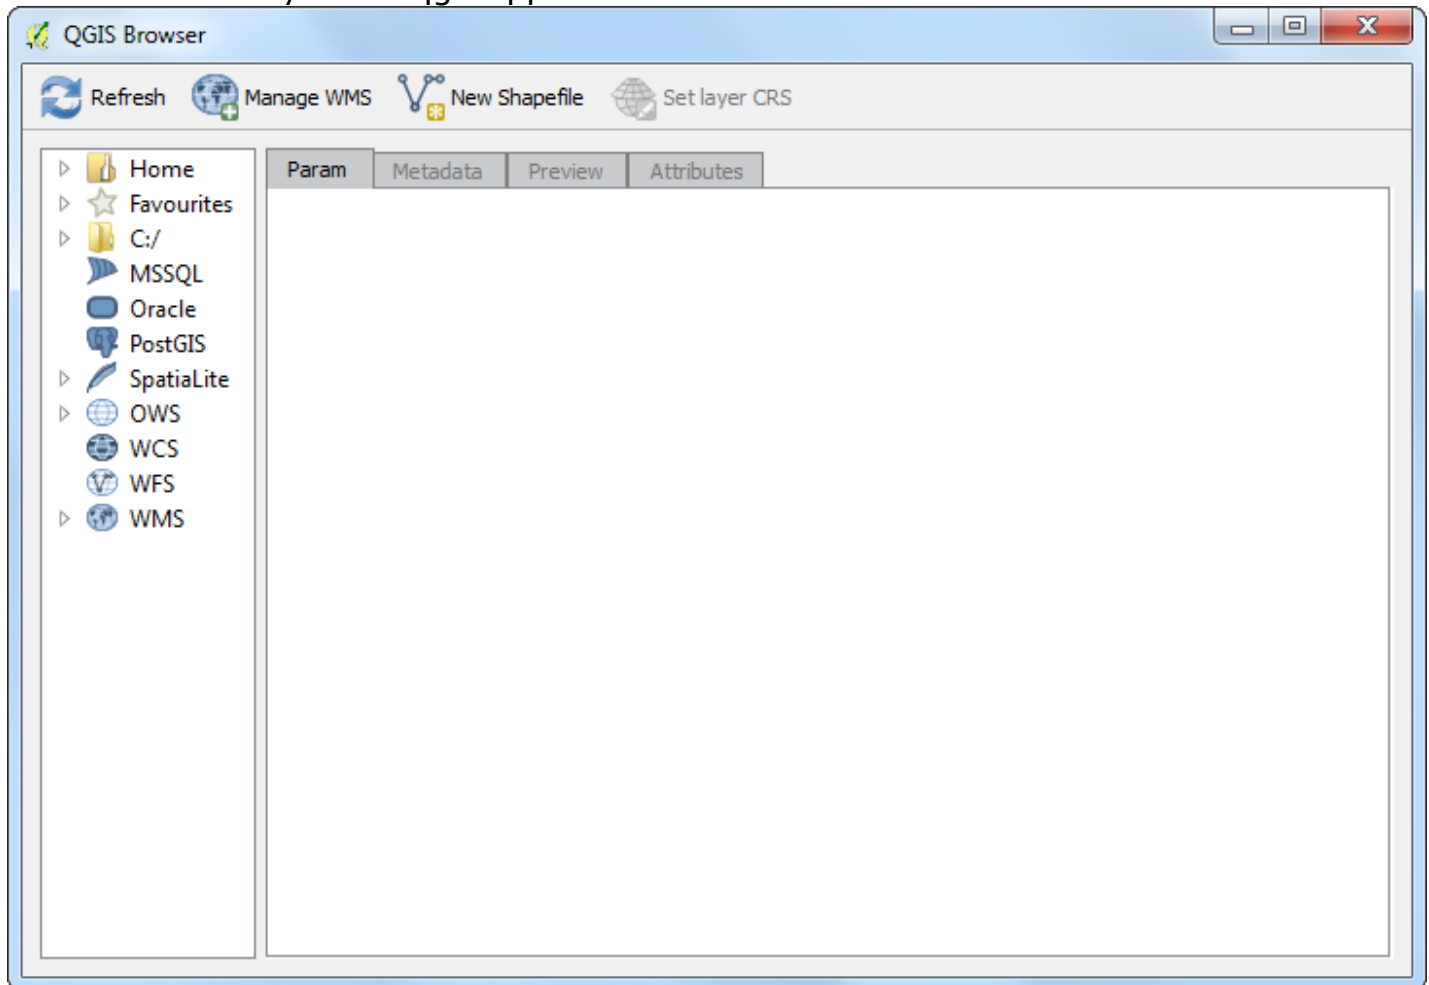 QGIS Browser
Refresh Manage WMS New Shapefile Set layer CRS
Home
Favourites
C:/
MSSQL
Oracle
PostGIS
SpatiaLite
OWS
WCS
WFS
WMS
Param Metadata Preview Attributes